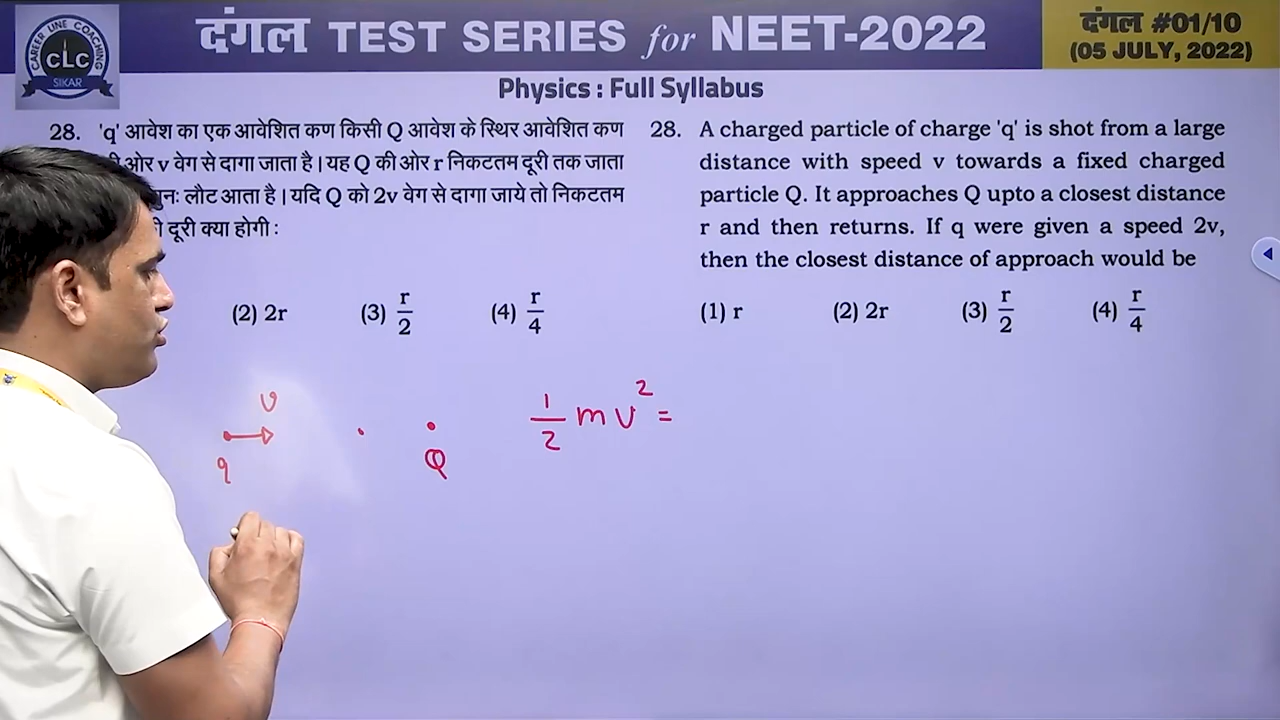 CAREER LINE COACHING
CLC
SIKAR
दंगल TEST SERIES for NEET-2022
दंगल #01/10
(05 JULY, 2022)
Physics : Full Syllabus
28. 'q' आवेश का एक आवेशित कण किसी Q आवेश के स्थिर आवेशित कण
ओर v वेग से दागा जाता है। यह Q की ओर r निकटतम दूरी तक जाता
लौट आता है। यदि Q को 2v वेग से दागा जाये तो निकटतम
दूरी क्या होगी :
(2) 2r (3) r/2 (4) r/4
28. A charged particle of charge 'q' is shot from a large
distance with speed v towards a fixed charged
particle Q. It approaches Q upto a closest distance
r and then returns. If q were given a speed 2v,
then the closest distance of approach would be
(1) r (2) 2r (3) r/2 (4) r/4
v
q
Q
1/2 mv² =